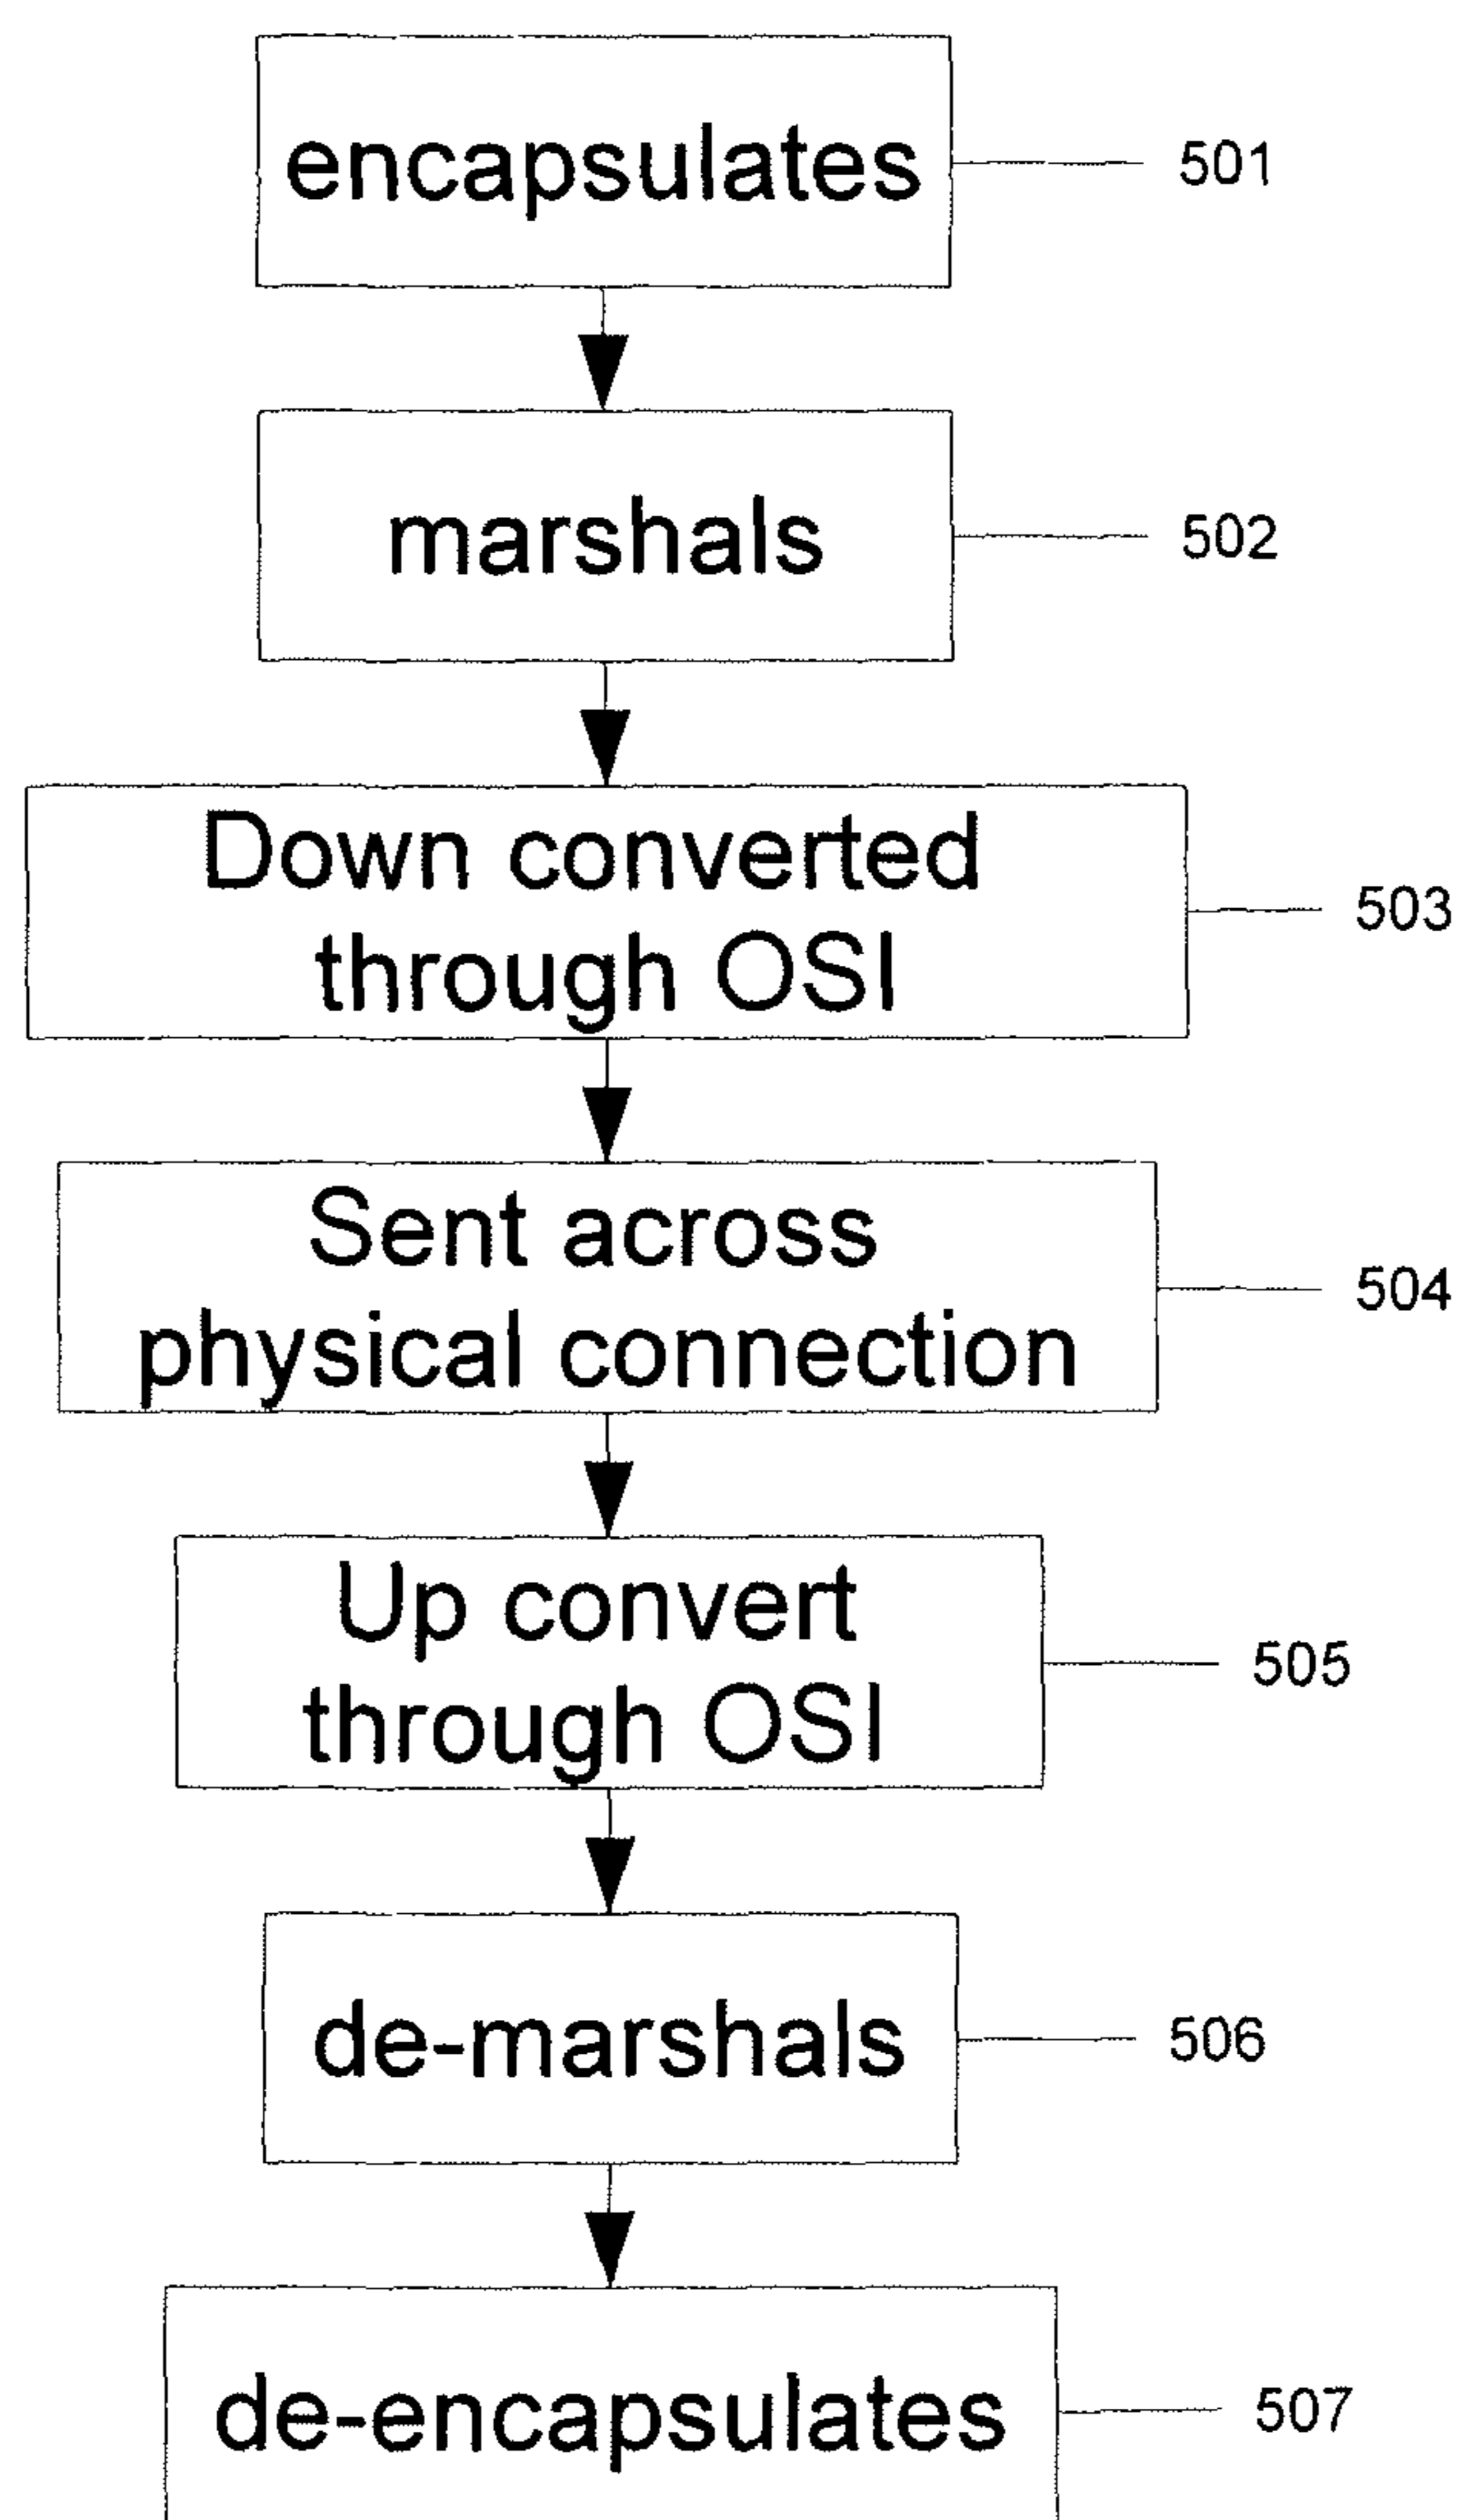 encapsulates
501
marshals
502
Down converted
through OSI
503
Sent across
physical connection
504
Up convert
through OSI
505
de-marshals
506
de-encapsulates
507